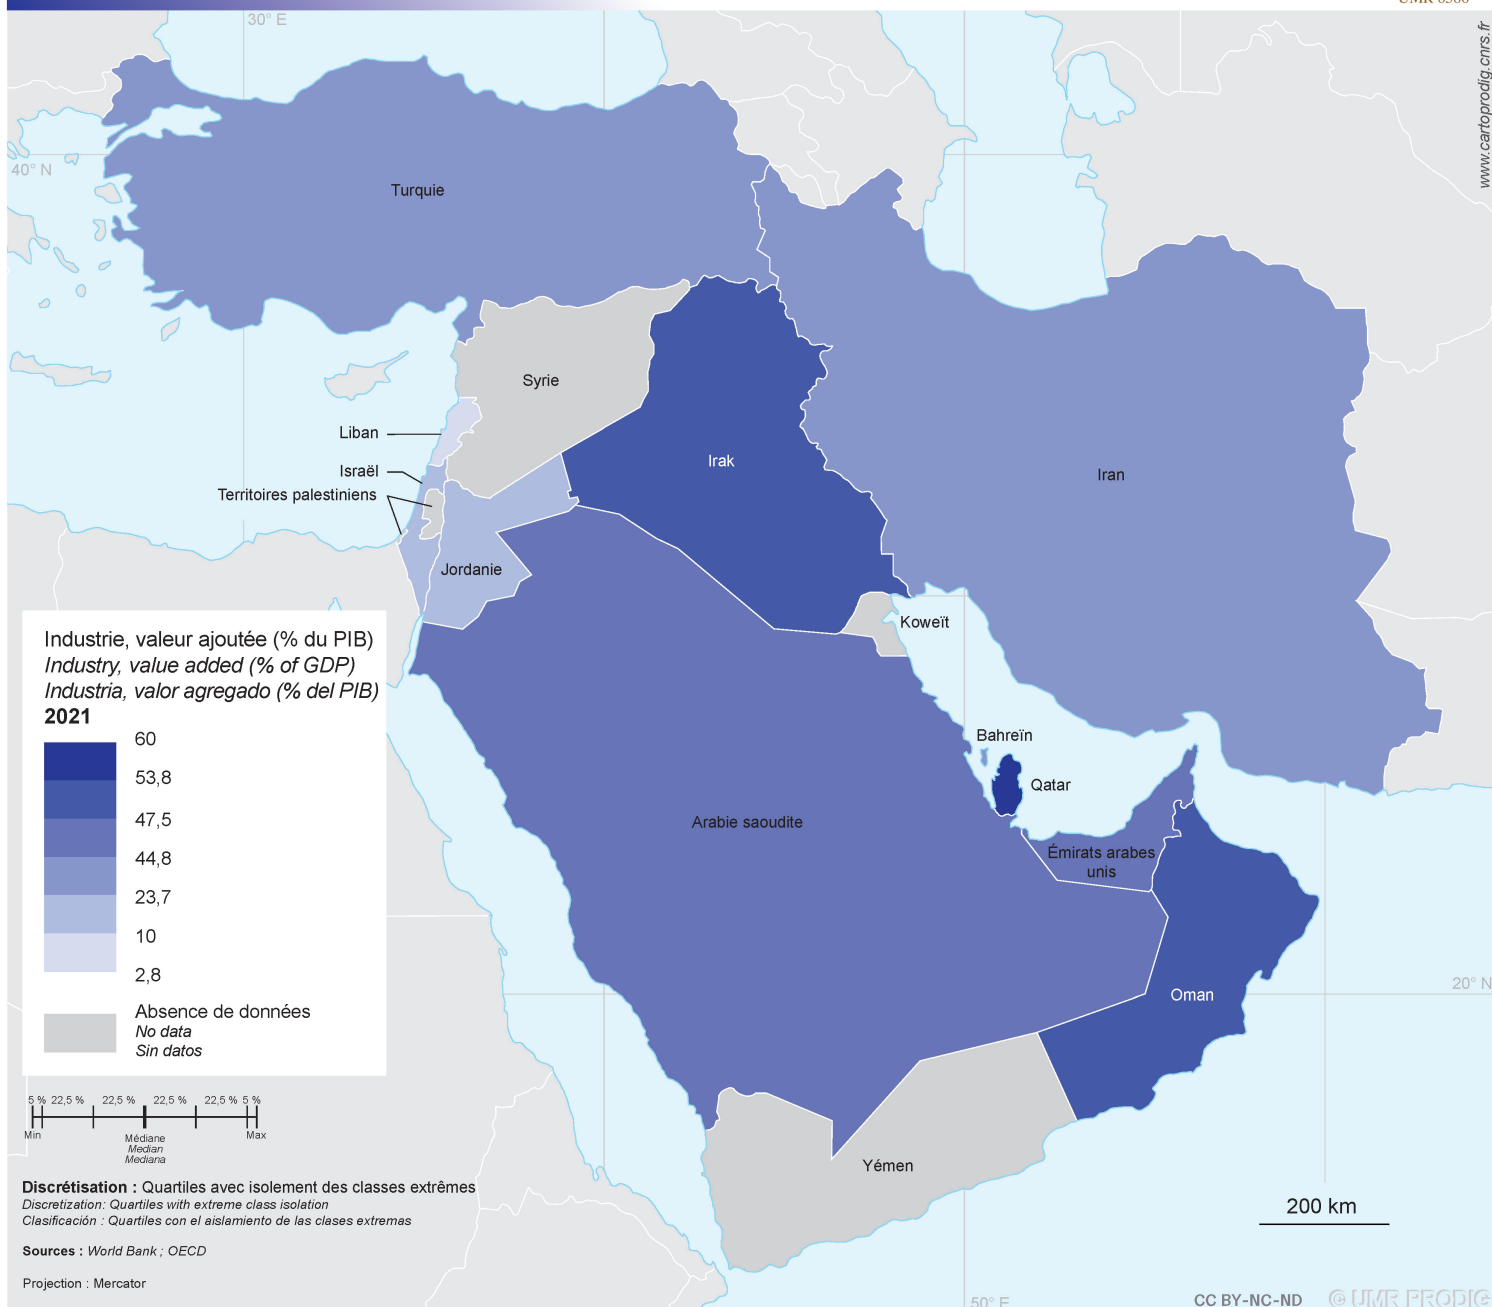 30° E
www.cartoprodig.cnrs.fr
40° N
Turquie
Syrie
Liban
Irak
Israël
Iran
Territoires palestiniens
Jordanie
Koweït
Bahreïn
Qatar
Arabie saoudite
Émirats arabes
unis
Oman
20° N
Yémen
Industrie, valeur ajoutée (% du PIB)
Industry, value added (% of GDP)
Industria, valor agregado (% del PIB)
2021
60
53,8
47,5
44,8
23,7
10
2,8
Absence de données
No data
Sin datos
5 % 22,5 % 22,5 % 22,5 % 22,5 % 5 %
Min Max
Médiane
Median
Mediana
Discrétisation : Quartiles avec isolement des classes extrêmes
Discretization: Quartiles with extreme class isolation
Clasificación : Quartiles con el aislamiento de las clases extremas
Sources : World Bank ; OECD
Projection : Mercator
200 km
50° E
CC BY-NC-ND © UMR PRODIG